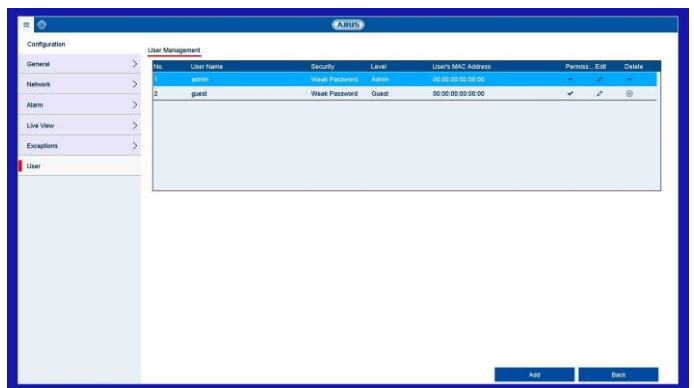 ABUS
Configuration
User Management
General
Network
Alarm
Live View
Exceptions
User
No. User Name Security Level User's MAC Address Permiss... Edit Delete
1 admin Weak Password Admin 00:00:00:00:00:00
2 guest Weak Password Guest 00:00:00:00:00:00
Add Back